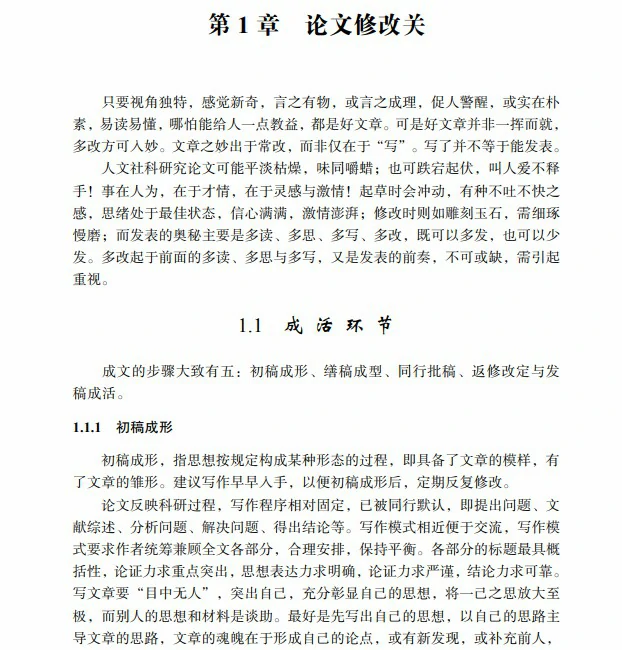 第 1 章　论文修改关
只要视角独特，感觉新奇，言之有物，或言之成理，促人警醒，或实在朴
素，易读易懂，哪怕能给人一点教益，都是好文章。可是好文章并非一挥而就，
多改方可入妙。文章之妙出于常改，而非仅在于“写”。写了并不等于能发表。
人文社科研究论文可能平淡枯燥，味同嚼蜡；也可跌宕起伏，叫人爱不释
手！事在人为，在于才情，在于灵感与激情！起草时会冲动，有种不吐不快之
感，思绪处于最佳状态，信心满满，激情澎湃；修改时则如雕刻玉石，需细琢
慢磨；而发表的奥秘主要是多读、多思、多写、多改，既可以多发，也可以少
发。多改起于前面的多读、多思与多写，又是发表的前奏，不可或缺，需引起
重视。
1.1　成 活 环 节
成文的步骤大致有五：初稿成形、缮稿成型、同行批稿、返修改定与发
稿成活。
1.1.1　初稿成形
初稿成形，指思想按规定构成某种形态的过程，即具备了文章的模样，有
了文章的雏形。建议写作早早入手，以便初稿成形后，定期反复修改。
论文反映科研过程，写作程序相对固定，已被同行默认，即提出问题、文
献综述、分析问题、解决问题、得出结论等。写作模式相近便于交流，写作模
式要求作者统筹兼顾全文各部分，合理安排，保持平衡。各部分的标题最具概
括性，论证力求重点突出，思想表达力求明确，论证力求严谨，结论力求可靠。
写文章要“目中无人”，突出自己，充分彰显自己的思想，将一己之思放大至
极，而别人的思想和材料是谈助。最好是先写出自己的思想，以自己的思路主
导文章的思路，文章的魂魄在于形成自己的论点，或有新发现，或补充前人，